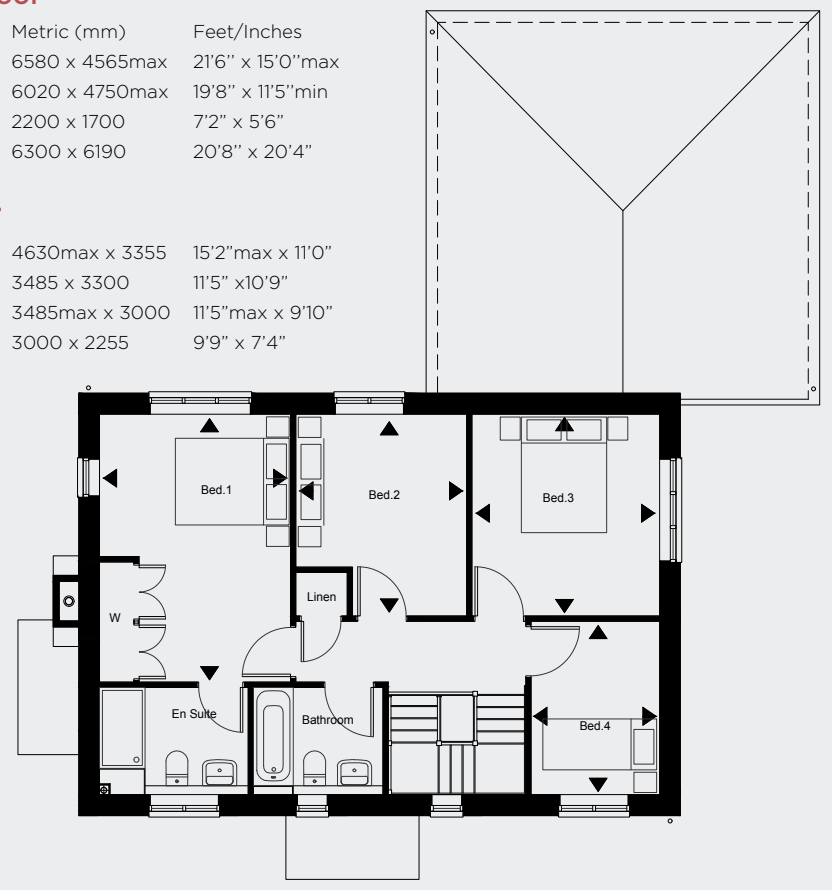 Metric (mm) Feet/Inches
6580 x 4565max 21’6’’ x 15’0’’max
6020 x 4750max 19’8’’ x 11’5’’min
2200 x 1700 7’2” x 5’6”
6300 x 6190 20’8’’ x 20’4”
4630max x 3355 15’2”max x 11’0”
3485 x 3300 11’5” x10’9”
3485max x 3000 11’5”max x 9’10”
3000 x 2255 9’9” x 7’4”
Bed.1
Bed.2
Bed.3
Linen
W
En Suite
Bathroom
Bed.4